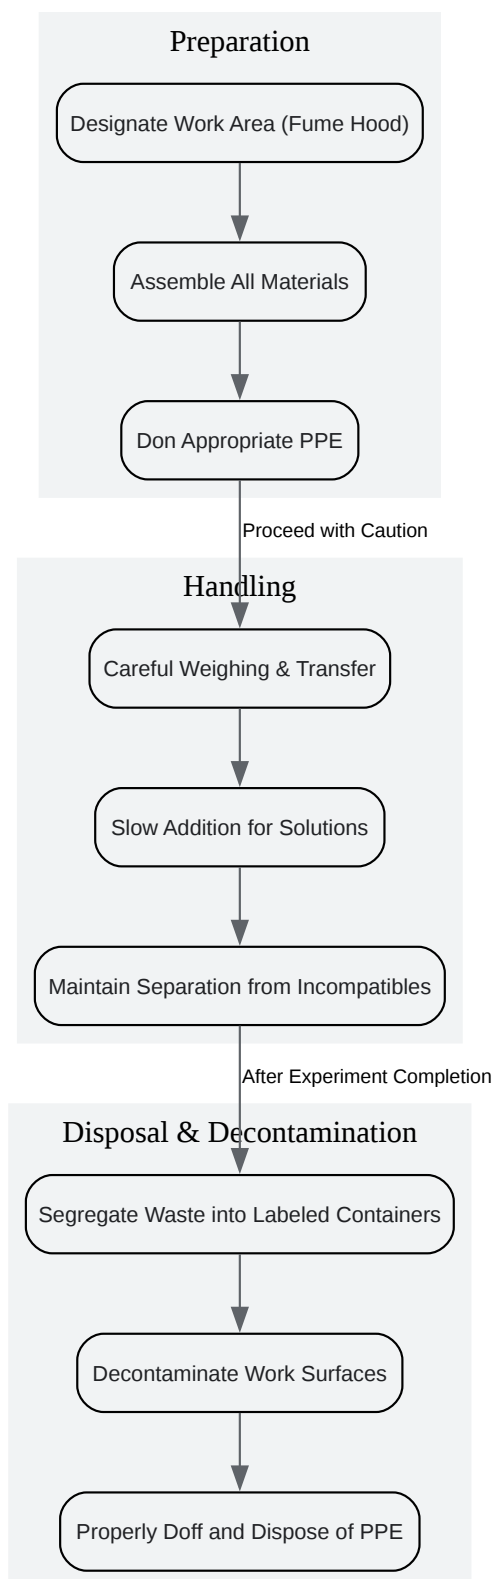 Preparation
Designate Work Area (Fume Hood)
Assemble All Materials
Don Appropriate PPE
Proceed with Caution
Handling
Careful Weighing & Transfer
Slow Addition for Solutions
Maintain Separation from Incompatibles
After Experiment Completion
Disposal & Decontamination
Segregate Waste into Labeled Containers
Decontaminate Work Surfaces
Properly Doff and Dispose of PPE